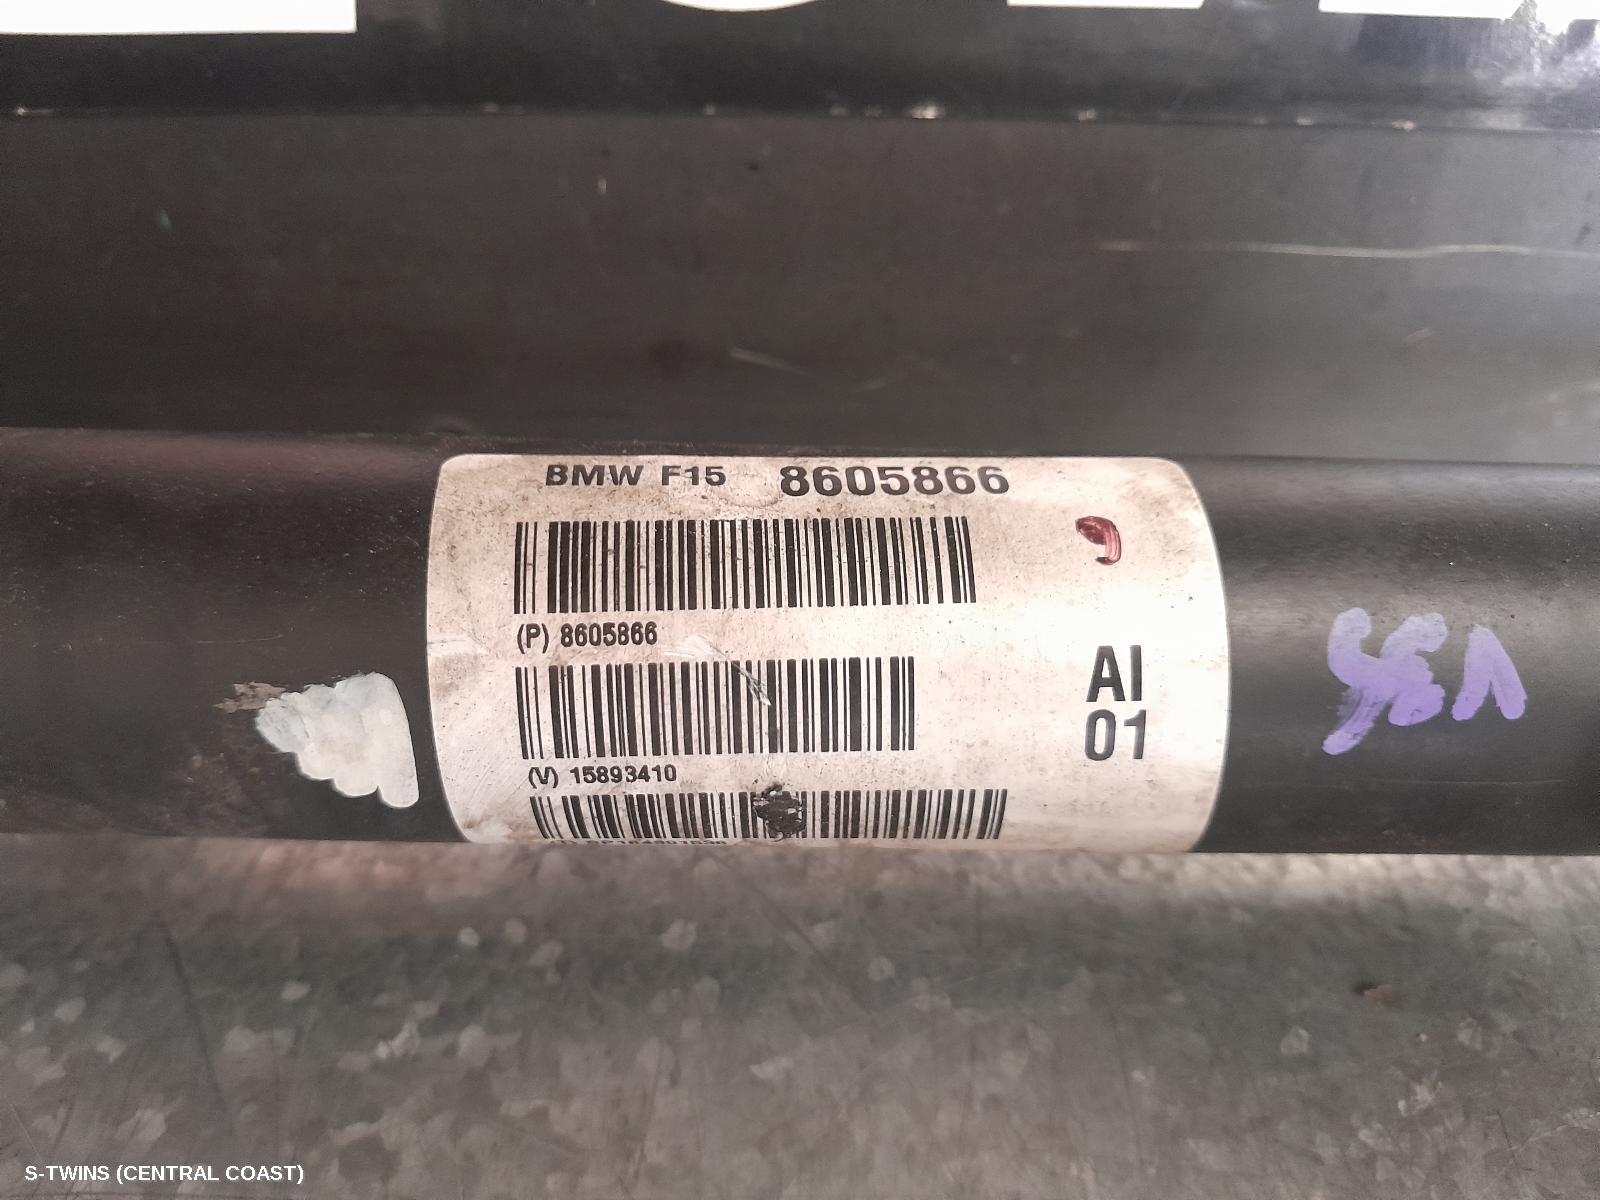 BMW F15 8605866
(P) 8605866
(V) 15893410
AI
01
S-TWINS (CENTRAL COAST)